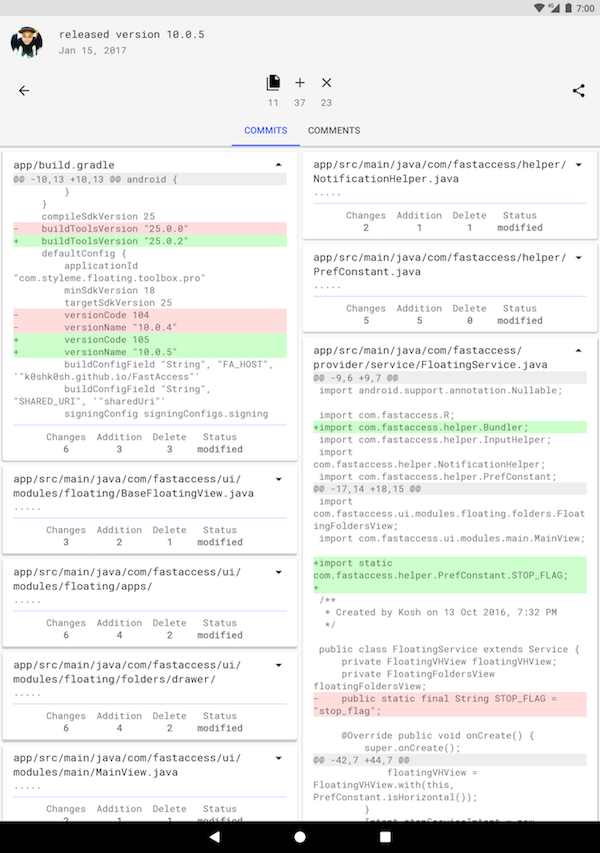 7:00
released version 10.0.5
Jan 15, 2017
11 37 23
COMMITS COMMENTS
app/build.gradle
@@ -10,13 +10,13 @@ android {
}
}
compileSdkVersion 25
- buildToolsVersion "25.0.0"
+ buildToolsVersion "25.0.2"
defaultConfig {
applicationId
"com.styleme.floating.toolbox.pro"
minSdkVersion 18
targetSdkVersion 25
- versionCode 104
- versionName "10.0.4"
+ versionCode 105
+ versionName "10.0.5"
buildConfigField "String", "FA_HOST",
'"k0shk0sh.github.io/FastAccess"'
buildConfigField "String",
"SHARED_URI", '"sharedUri"'
signingConfig signingConfigs.signing
Changes Addition Delete Status
6 3 3 modified
app/src/main/java/com/fastaccess/ui/
modules/floating/BaseFloatingView.java
.....
Changes Addition Delete Status
3 2 1 modified
app/src/main/java/com/fastaccess/ui/
modules/floating/apps/
.....
Changes Addition Delete Status
6 4 2 modified
app/src/main/java/com/fastaccess/ui/
modules/floating/folders/drawer/
.....
Changes Addition Delete Status
6 4 2 modified
app/src/main/java/com/fastaccess/ui/
modules/main/MainView.java
.....
Changes Addition Delete Status
app/src/main/java/com/fastaccess/helper/
NotificationHelper.java
.....
Changes Addition Delete Status
2 1 1 modified
app/src/main/java/com/fastaccess/helper/
PrefConstant.java
.....
Changes Addition Delete Status
5 5 0 modified
app/src/main/java/com/fastaccess/
provider/service/FloatingService.java
@@ -9,6 +9,7 @@
import android.support.annotation.Nullable;
import com.fastaccess.R;
+import com.fastaccess.helper.Bundler;
import com.fastaccess.helper.InputHelper;
import
com.fastaccess.helper.NotificationHelper;
import com.fastaccess.helper.PrefConstant;
@@ -17,14 +18,15 @@
import
com.fastaccess.ui.modules.floating.folders.Float
ingFoldersView;
import com.fastaccess.ui.modules.main.MainView;
+import static
com.fastaccess.helper.PrefConstant.STOP_FLAG;
+
/**
* Created by Kosh on 13 Oct 2016, 7:32 PM
*/
public class FloatingService extends Service {
private FloatingVHView floatingVHView;
private FloatingFoldersView
floatingFoldersView;
- public static final String STOP_FLAG =
"stop_flag";
@Override public void onCreate() {
super.onCreate();
@@ -42,7 +44,7 @@
floatingVHView =
FloatingVHView.with(this,
PrefConstant.isHorizontal());
}